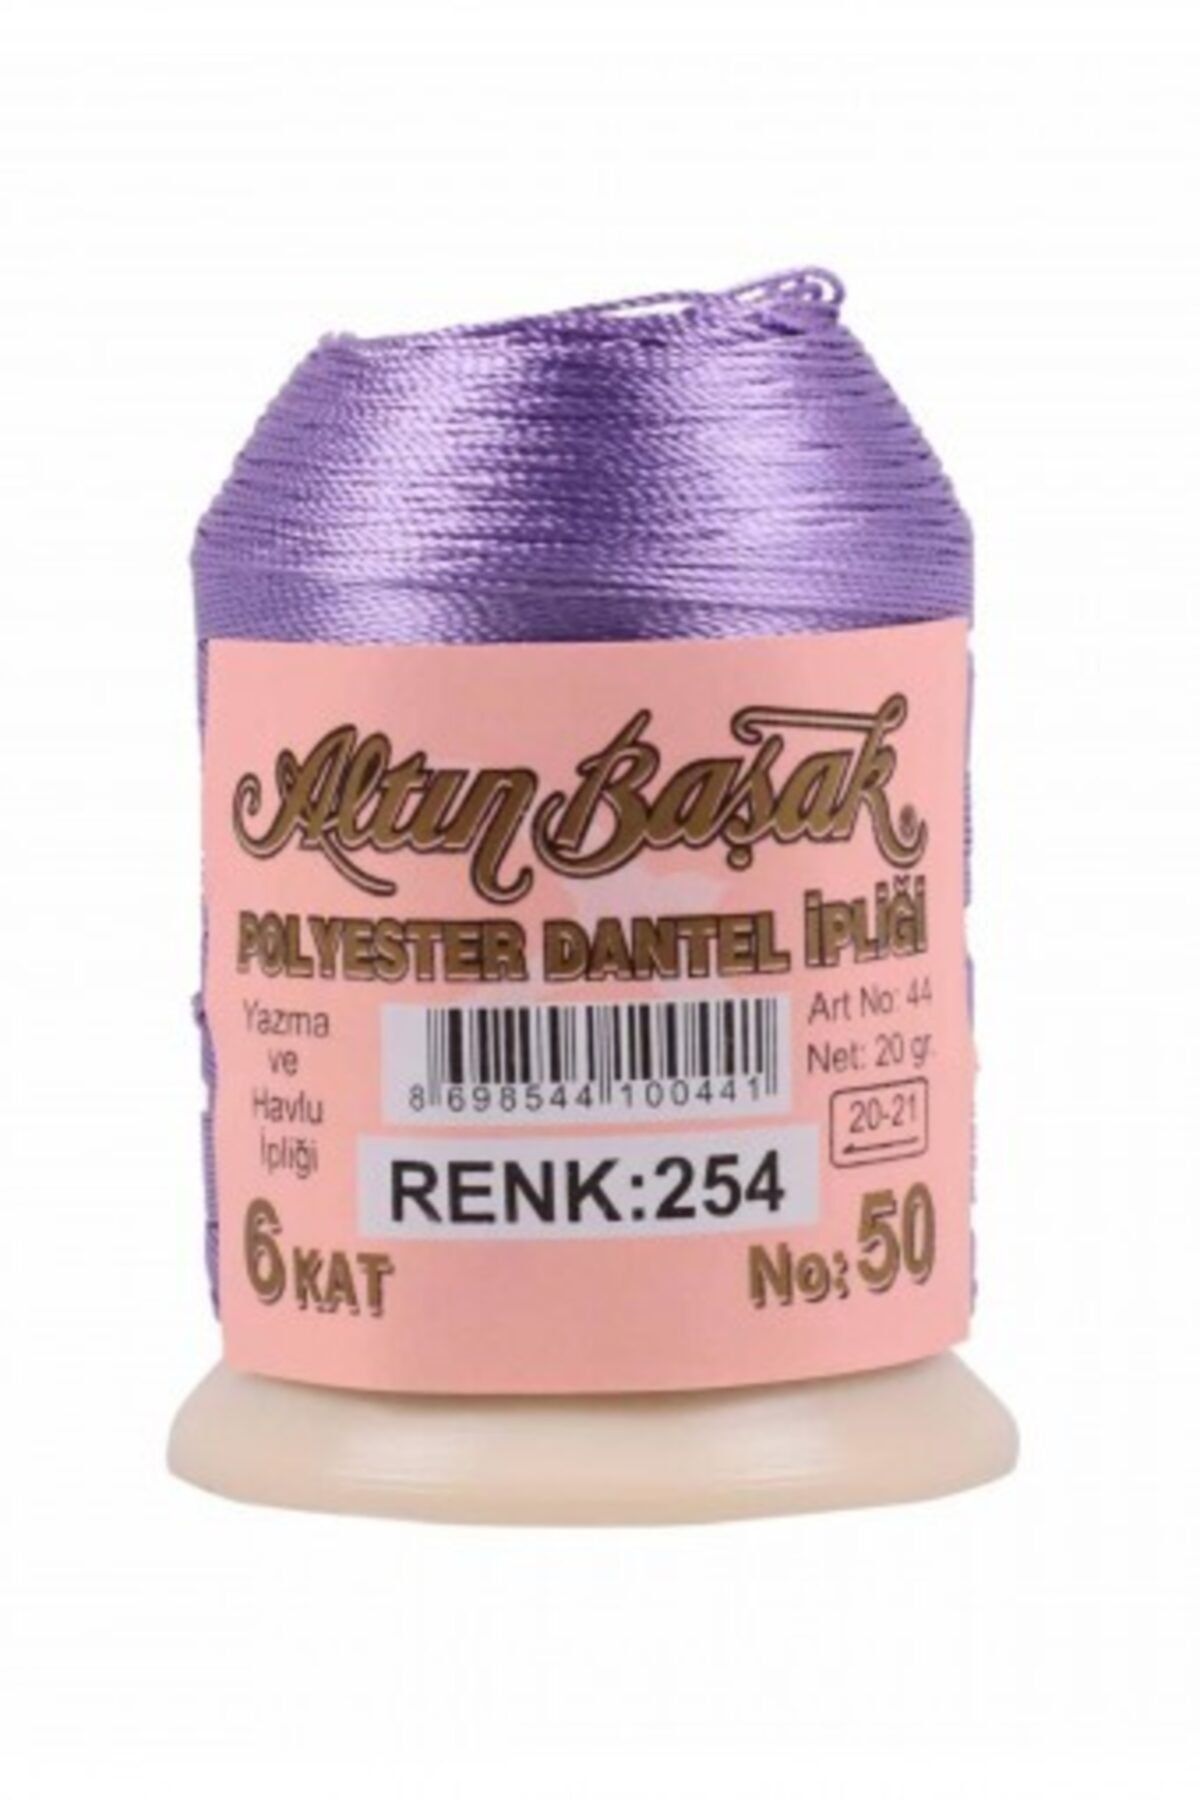 Altın Başak®
POLYESTER DANTEL İPLİĞİ
Yazma
ve
Havlu
İpliği
8 698544 100441
Art No: 44
Net: 20 gr.
20-21
RENK:254
6 KAT
No: 50